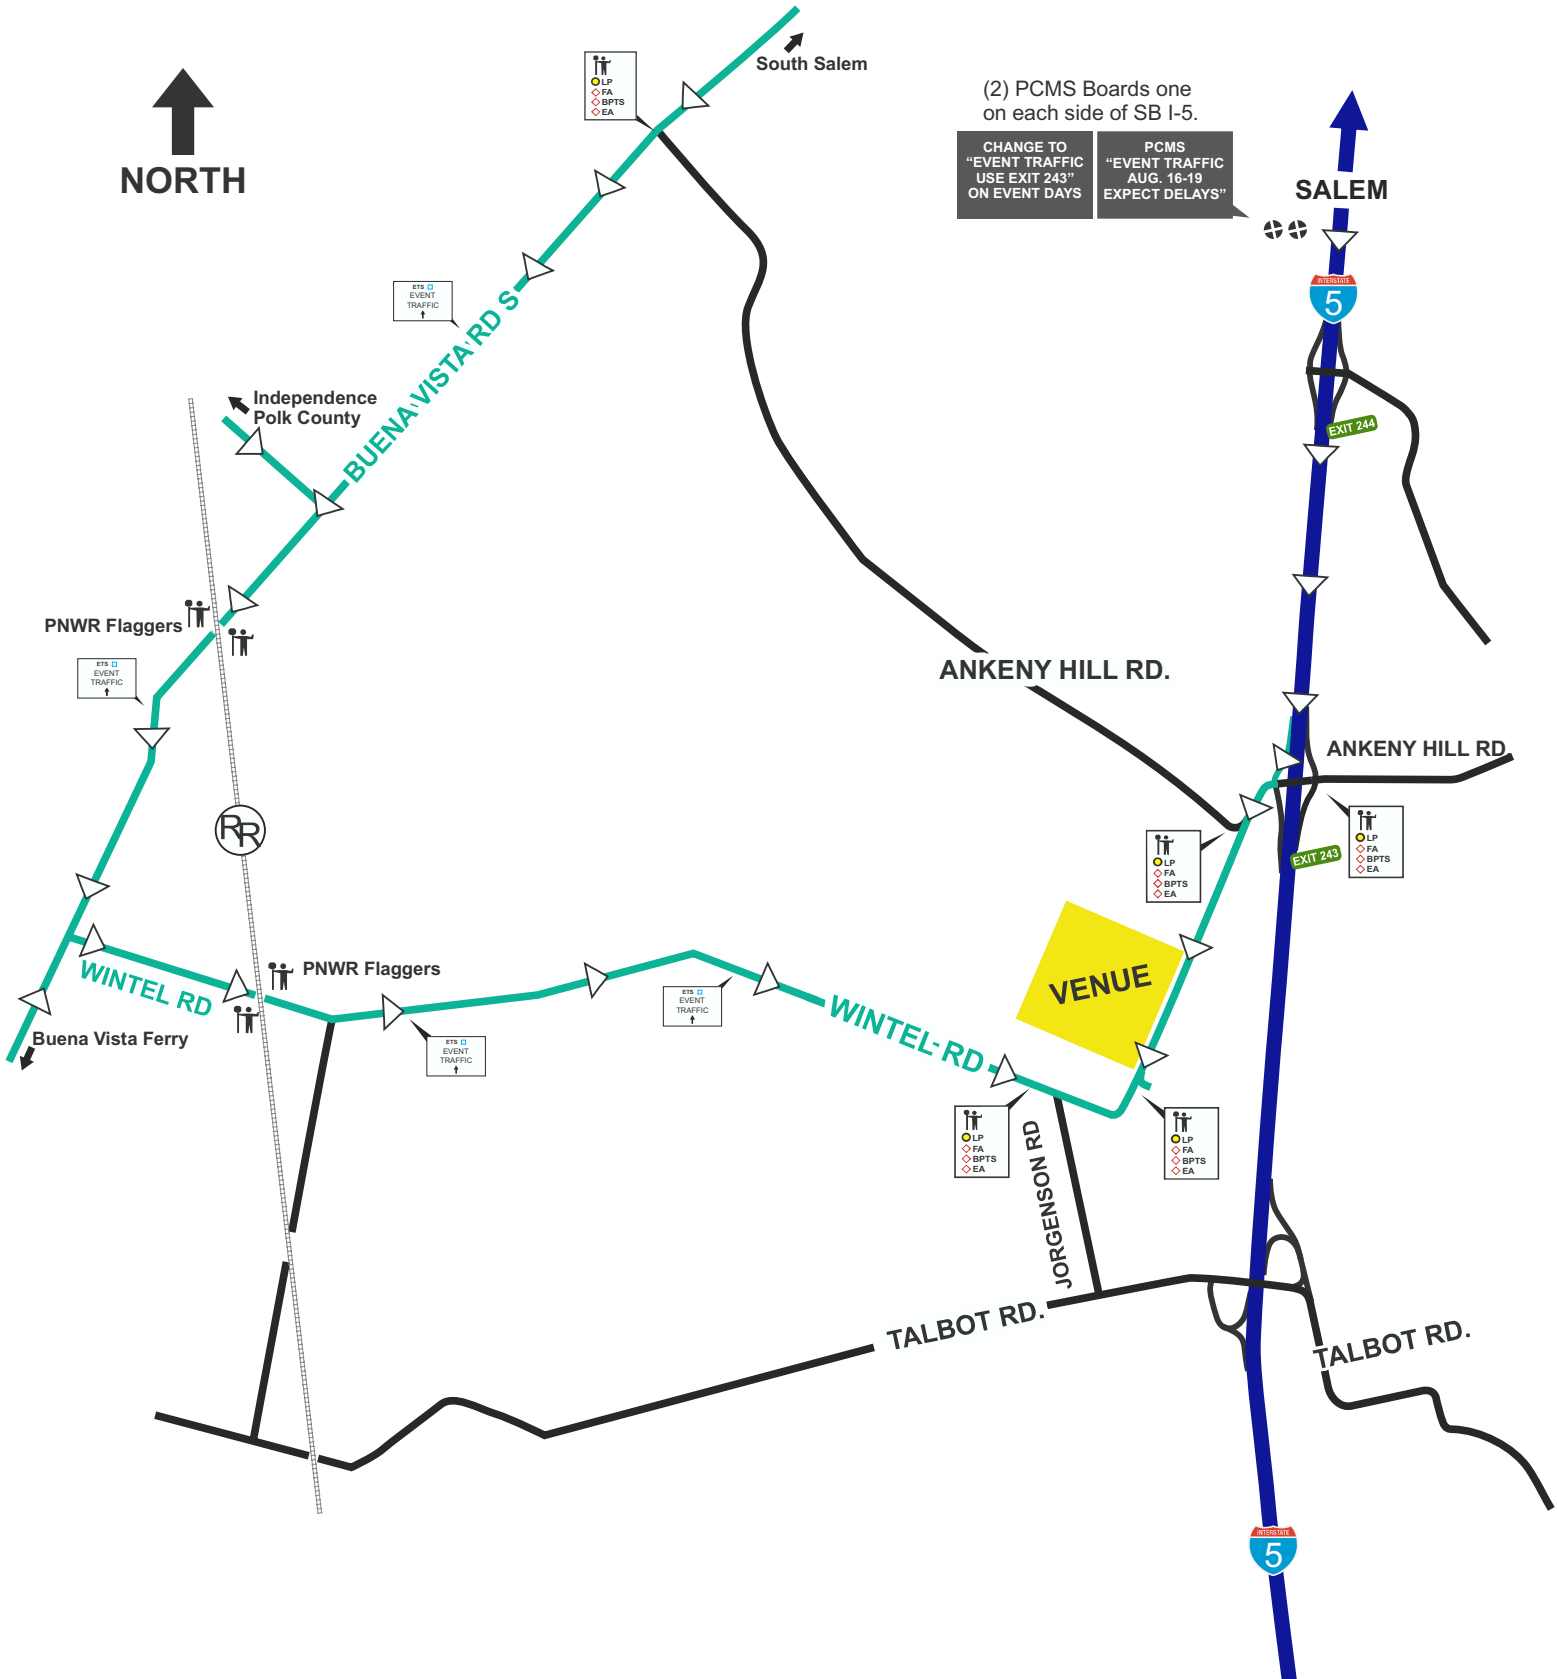 South Salem
LP
FA
BPTS
EA
(2) PCMS Boards one
on each side of SB I-5.
CHANGE TO
“EVENT TRAFFIC
USE EXIT 243”
ON EVENT DAYS
PCMS
“EVENT TRAFFIC
AUG. 16-19
EXPECT DELAYS”
NORTH
SALEM
INTERSTATE
5
ETS
EVENT
TRAFFIC
BUENA VISTA RD S
Independence
Polk County
EXIT 244
PNWR Flaggers
ETS
EVENT
TRAFFIC
ANKENY HILL RD.
ANKENY HILL RD
RR
LP
FA
BPTS
EA
LP
FA
BPTS
EA
EXIT 243
VENUE
WINTEL RD
PNWR Flaggers
ETS
EVENT
TRAFFIC
WINTEL RD
Buena Vista Ferry
ETS
EVENT
TRAFFIC
LP
FA
BPTS
EA
LP
FA
BPTS
EA
JORGENSON RD
TALBOT RD.
TALBOT RD.
INTERSTATE
5